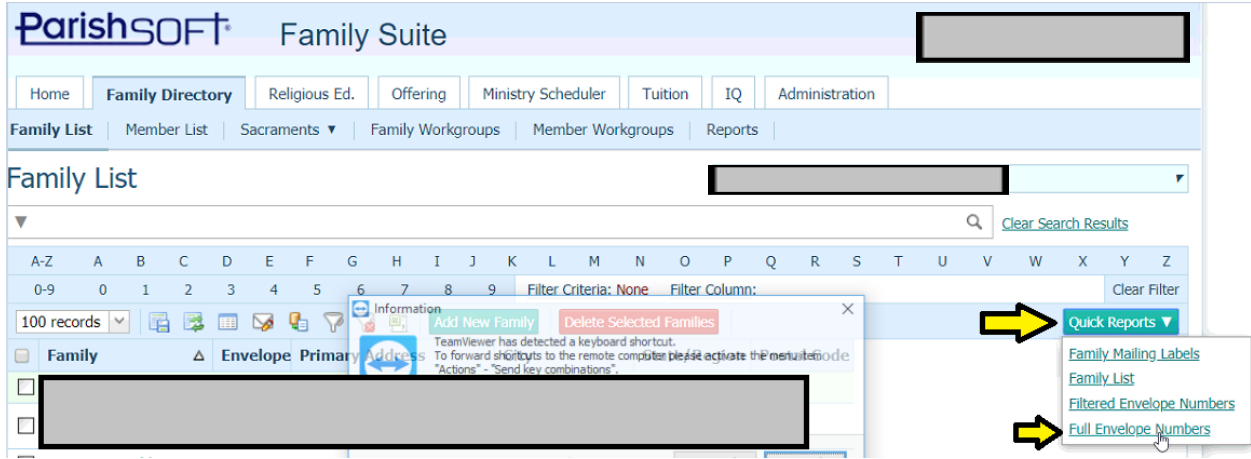 ParishSOFT Family Suite
Home Family Directory Religious Ed. Offering Ministry Scheduler Tuition IQ Administration
Family List Member List Sacraments ▼ Family Workgroups Member Workgroups Reports
Family List
Clear Search Results
A-Z A B C D E F G H I J K L M N O P Q R S T U V W X Y Z
0-9 0 1 2 3 4 5 6 7 8 9 Filter Criteria: None Filter Column: Clear Filter
Information
100 records Add New Family Delete Selected Families Quick Reports ▼
TeamViewer has detected a keyboard shortcut.
Family Envelope Primary Address City State/Region Postal Code
To forward shortcuts to the remote computer please activate the menu item
"Actions" - "Send key combinations".
Family Mailing Labels
Family List
Filtered Envelope Numbers
Full Envelope Numbers